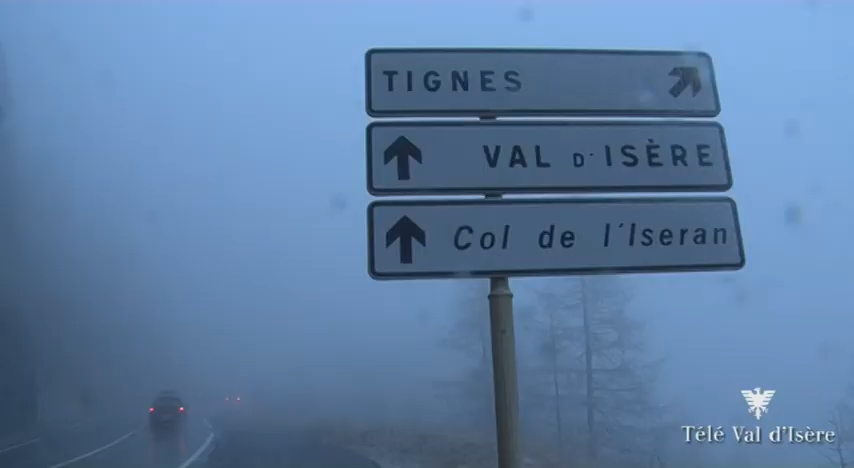 TIGNES
VAL D'ISÈRE
Col de l'Iseran
Télé Val d'Isère